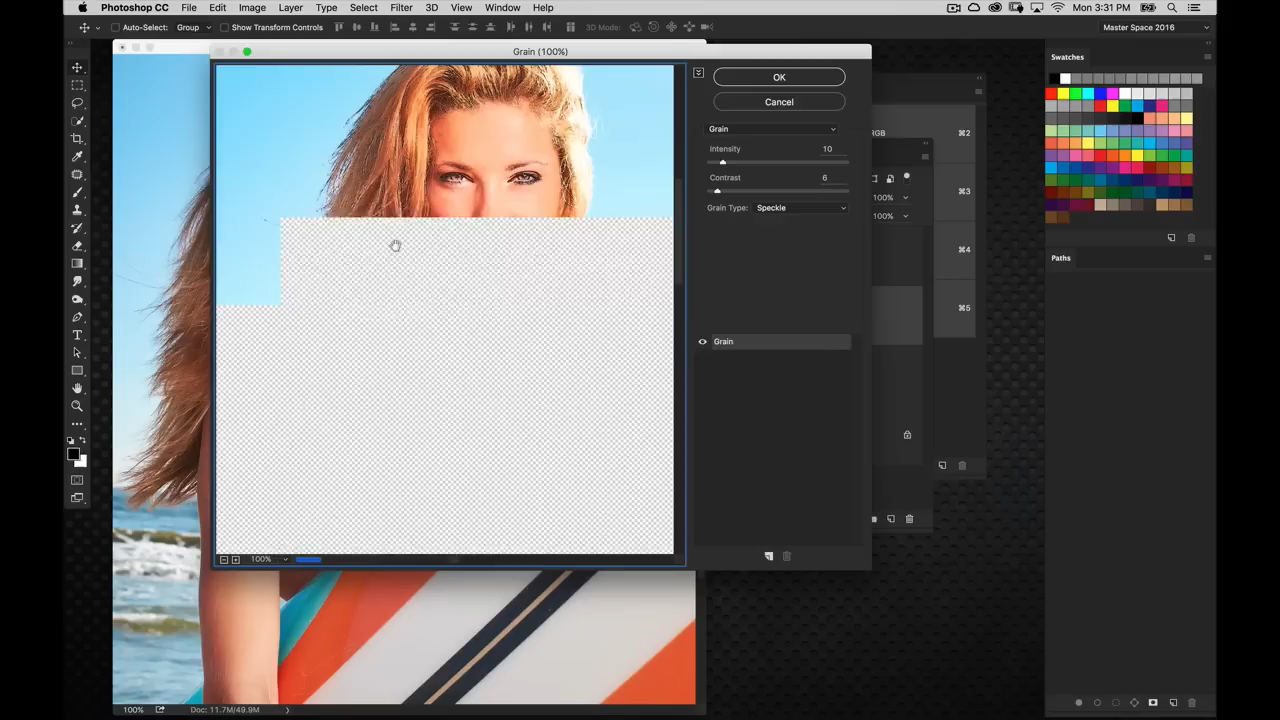 Photoshop CC File Edit Image Layer Type Select Filter 3D View Window Help Mon 3:31 PM
Auto-Select: Group Show Transform Controls 3D Mode: Master Space 2016
Grain (100%)
Swatches
OK
Cancel
Grain
Intensity 10
Contrast 6
Grain Type: Speckle
Grain
RGB ⌘2
⌘3
100%
100%
⌘4
⌘5
Paths
100%
100% Doc: 11.7M/49.9M